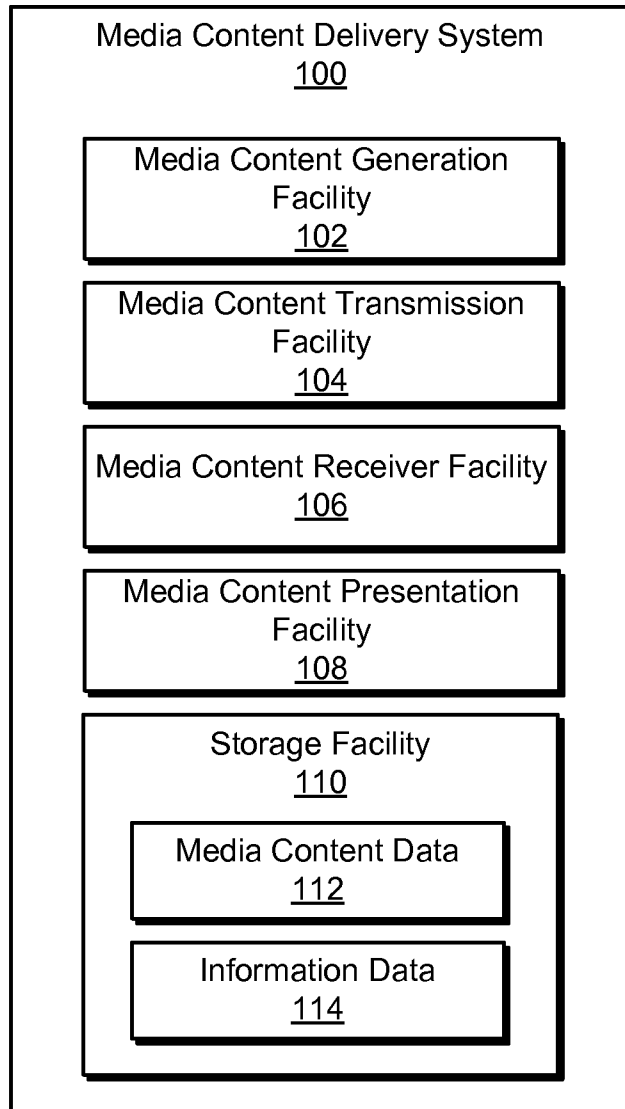 Media Content Delivery System
100
Media Content Generation
Facility
102
Media Content Transmission
Facility
104
Media Content Receiver Facility
106
Media Content Presentation
Facility
108
Storage Facility
110
Media Content Data
112
Information Data
114